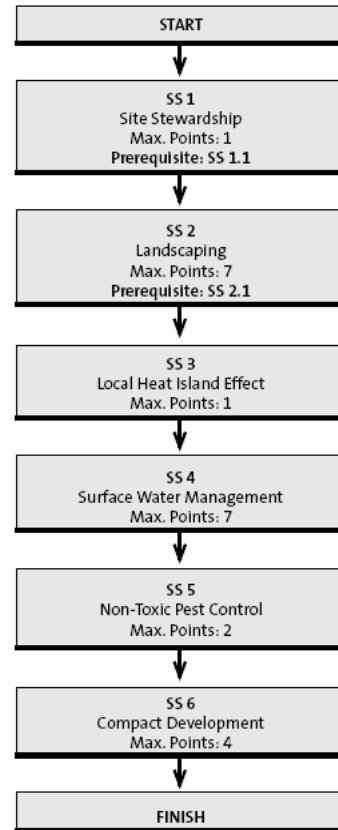 START
SS 1
Site Stewardship
Max. Points: 1
Prerequisite: SS 1.1
SS 2
Landscaping
Max. Points: 7
Prerequisite: SS 2.1
SS 3
Local Heat Island Effect
Max. Points: 1
SS 4
Surface Water Management
Max. Points: 7
SS 5
Non-Toxic Pest Control
Max. Points: 2
SS 6
Compact Development
Max. Points: 4
FINISH